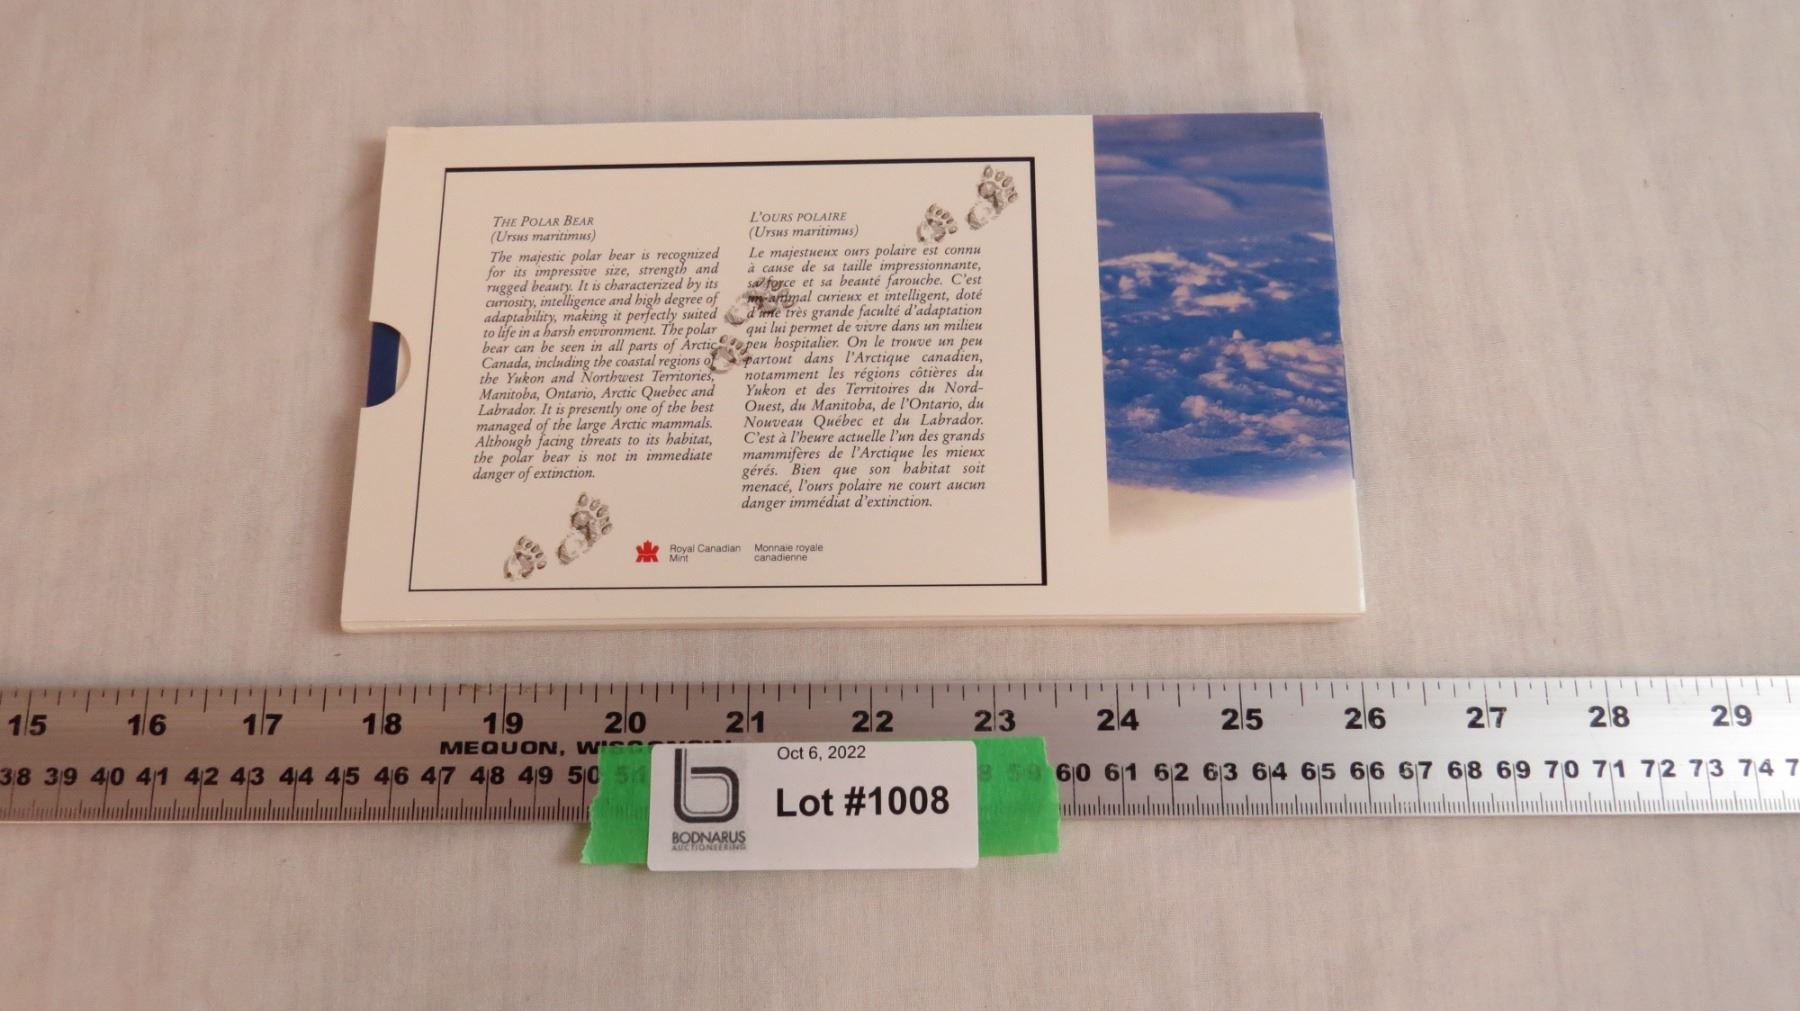 THE POLAR BEAR
(Ursus maritimus)
The majestic polar bear is recognized
for its impressive size, strength and
rugged beauty. It is characterized by its
curiosity, intelligence and high degree of
adaptability, making it perfectly suited
to life in a harsh environment. The polar
bear can be seen in all parts of Arctic
Canada, including the coastal regions of
the Yukon and Northwest Territories,
Manitoba, Ontario, Arctic Quebec and
Labrador. It is presently one of the best
managed of the large Arctic mammals.
Although facing threats to its habitat,
the polar bear is not in immediate
danger of extinction.
L'OURS POLAIRE
(Ursus maritimus)
Le majestueux ours polaire est connu
à cause de sa taille impressionnante,
sa force et sa beauté farouche. C'est
un animal curieux et intelligent, doté
d'une très grande faculté d'adaptation
qui lui permet de vivre dans un milieu
peu hospitalier. On le trouve un peu
partout dans l'Arctique canadien,
notamment les régions côtières du
Yukon et des Territoires du Nord-
Ouest, du Manitoba, de l'Ontario, du
Nouveau Québec et du Labrador.
C'est à l'heure actuelle l'un des grands
mammifères de l'Arctique les mieux
gérés. Bien que son habitat soit
menacé, l'ours polaire ne court aucun
danger immédiat d'extinction.
Royal Canadian
Mint
Monnaie royale
canadienne
15 16 17 18 19 20 21 22 23 24 25 26 27 28 29
MEQUON, WISCONSIN
38 39 40 41 42 43 44 45 46 47 48 49 50 51 59 60 61 62 63 64 65 66 67 68 69 70 71 72 73 74
Oct 6, 2022
Lot #1008
BODNARUS
AUCTIONEERING